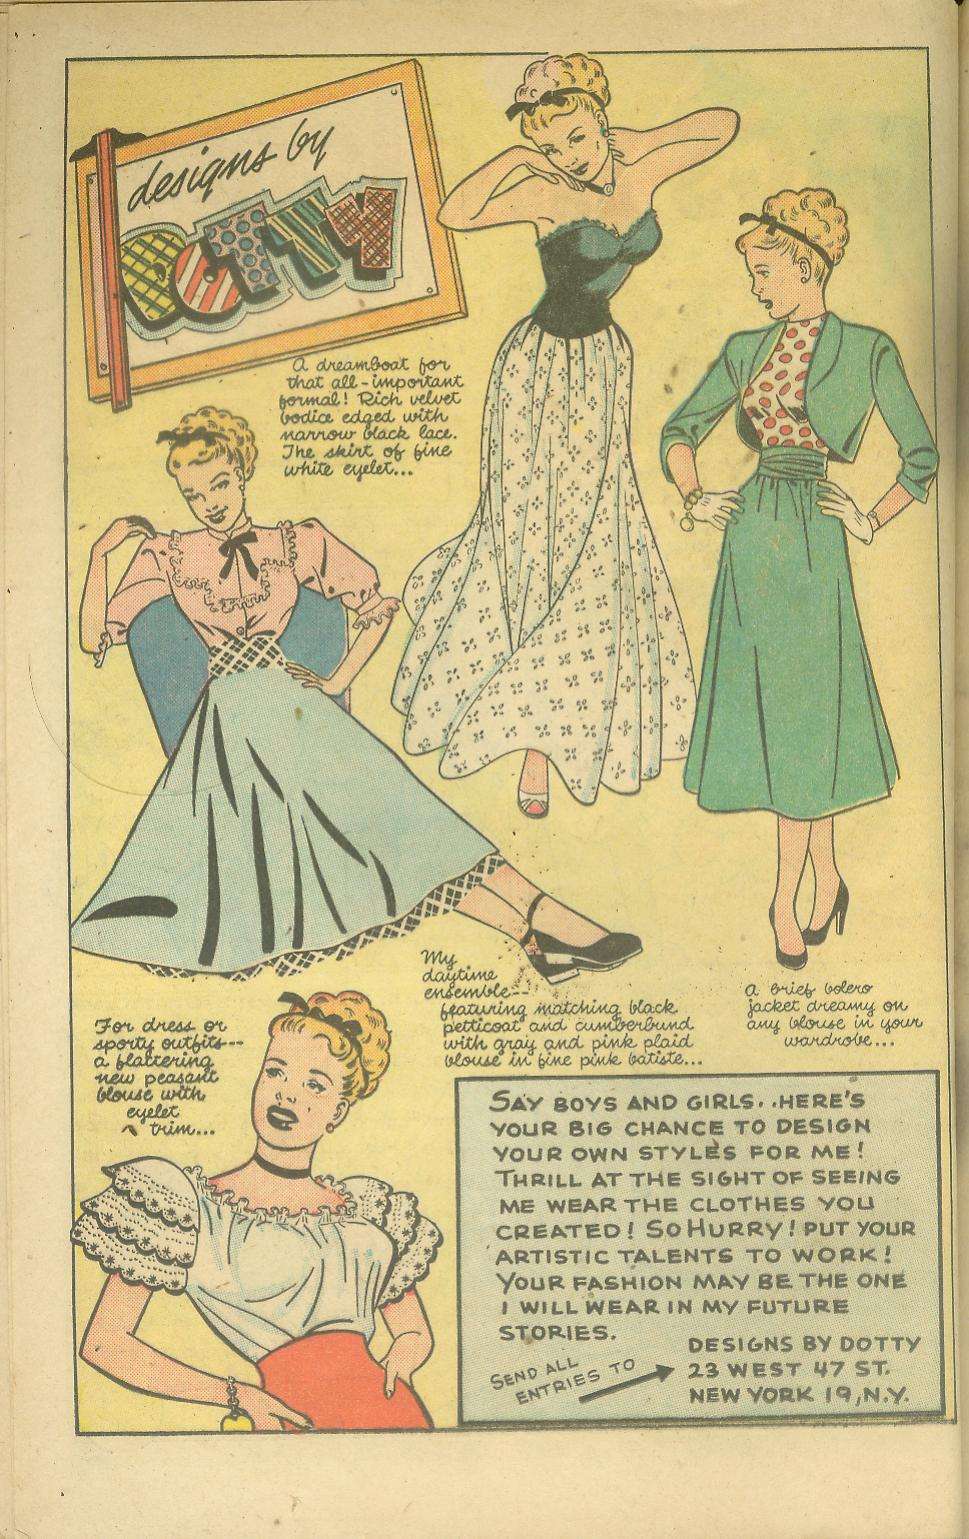 designs by
DOTTY
A dreamboat for
that all-important
formal! Rich velvet
bodice edged with
narrow black lace.
The skirt of fine
white eyelet...
My
daytime
ensemble--
featuring matching black
petticoat and cumberbund
with gray and pink plaid
blouse in fine pink batiste...
A brief bolero
jacket dreamy on
any blouse in your
wardrobe...
For dress or
sporty outfits--
a flattering
new peasant
blouse with
eyelet
trim...
SAY BOYS AND GIRLS...HERE'S
YOUR BIG CHANCE TO DESIGN
YOUR OWN STYLES FOR ME!
THRILL AT THE SIGHT OF SEEING
ME WEAR THE CLOTHES YOU
CREATED! SO HURRY! PUT YOUR
ARTISTIC TALENTS TO WORK!
YOUR FASHION MAY BE THE ONE
I WILL WEAR IN MY FUTURE
STORIES.
SEND ALL
ENTRIES TO
DESIGNS BY DOTTY
23 WEST 47 ST.
NEW YORK 19, N.Y.